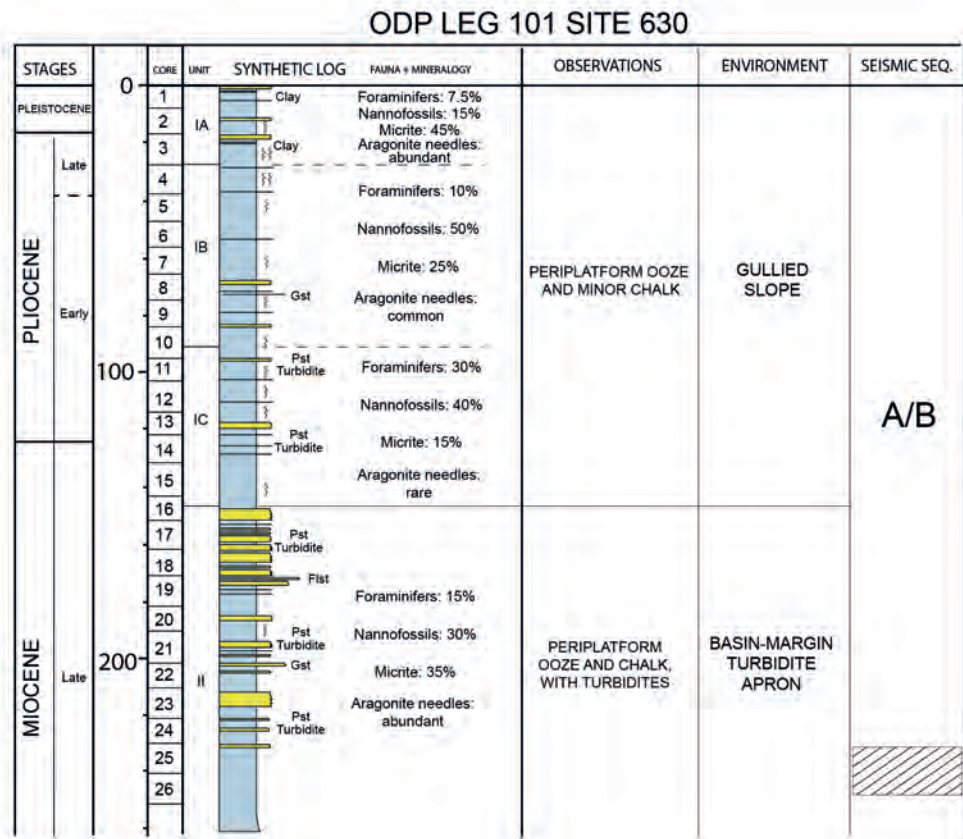 ODP LEG 101 SITE 630
STAGES
CORE
UNIT
SYNTHETIC LOG
FAUNA + MINERALOGY
OBSERVATIONS
ENVIRONMENT
SEISMIC SEQ.
PLEISTOCENE
PLIOCENE
Late
Early
MIOCENE
Late
0
100
200
1
2
3
4
5
6
7
8
9
10
11
12
13
14
15
16
17
18
19
20
21
22
23
24
25
26
IA
IB
IC
II
Clay
Clay
Gst
Pst
Turbidite
Pst
Turbidite
Pst
Turbidite
Flst
Pst
Turbidite
Gst
Pst
Turbidite
Foraminifers: 7.5%
Nannofossils: 15%
Micrite: 45%
Aragonite needles:
abundant
Foraminifers: 10%
Nannofossils: 50%
Micrite: 25%
Aragonite needles:
common
Foraminifers: 30%
Nannofossils: 40%
Micrite: 15%
Aragonite needles:
rare
Foraminifers: 15%
Nannofossils: 30%
Micrite: 35%
Aragonite needles:
abundant
PERIPLATFORM OOZE
AND MINOR CHALK
PERIPLATFORM
OOZE AND CHALK,
WITH TURBIDITES
GULLIED
SLOPE
BASIN-MARGIN
TURBIDITE
APRON
A/B